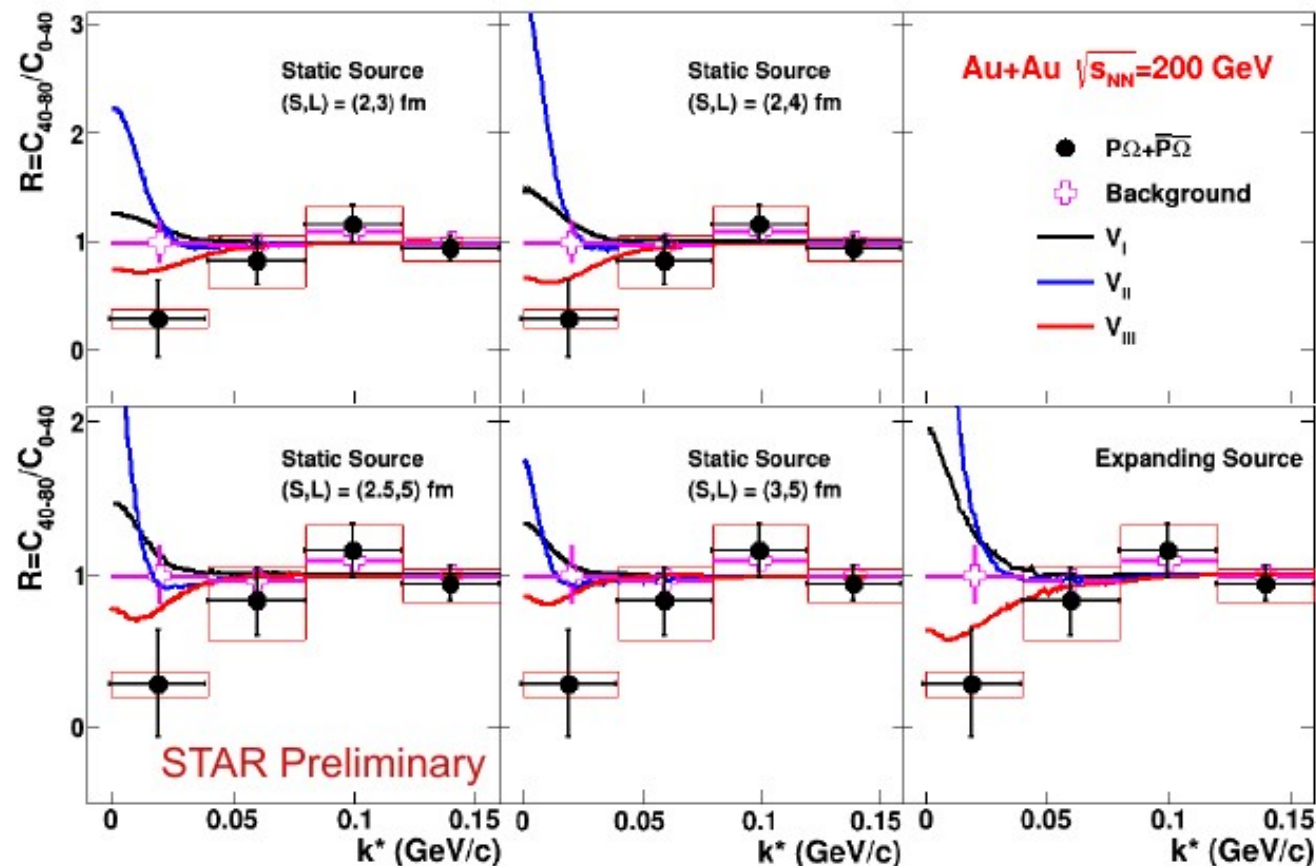 R=C40-80/C0-40
3
2
1
0
Static Source
(S,L) = (2,3) fm
Static Source
(S,L) = (2,4) fm
Au+Au √sNN=200 GeV
PΩ+P̅Ω̅
Background
VI
VII
VIII
R=C40-80/C0-40
2
1
0
Static Source
(S,L) = (2.5,5) fm
STAR Preliminary
Static Source
(S,L) = (3,5) fm
Expanding Source
0 0.05 0.1 0.15
k* (GeV/c)
0 0.05 0.1 0.15
k* (GeV/c)
0 0.05 0.1 0.15
k* (GeV/c)